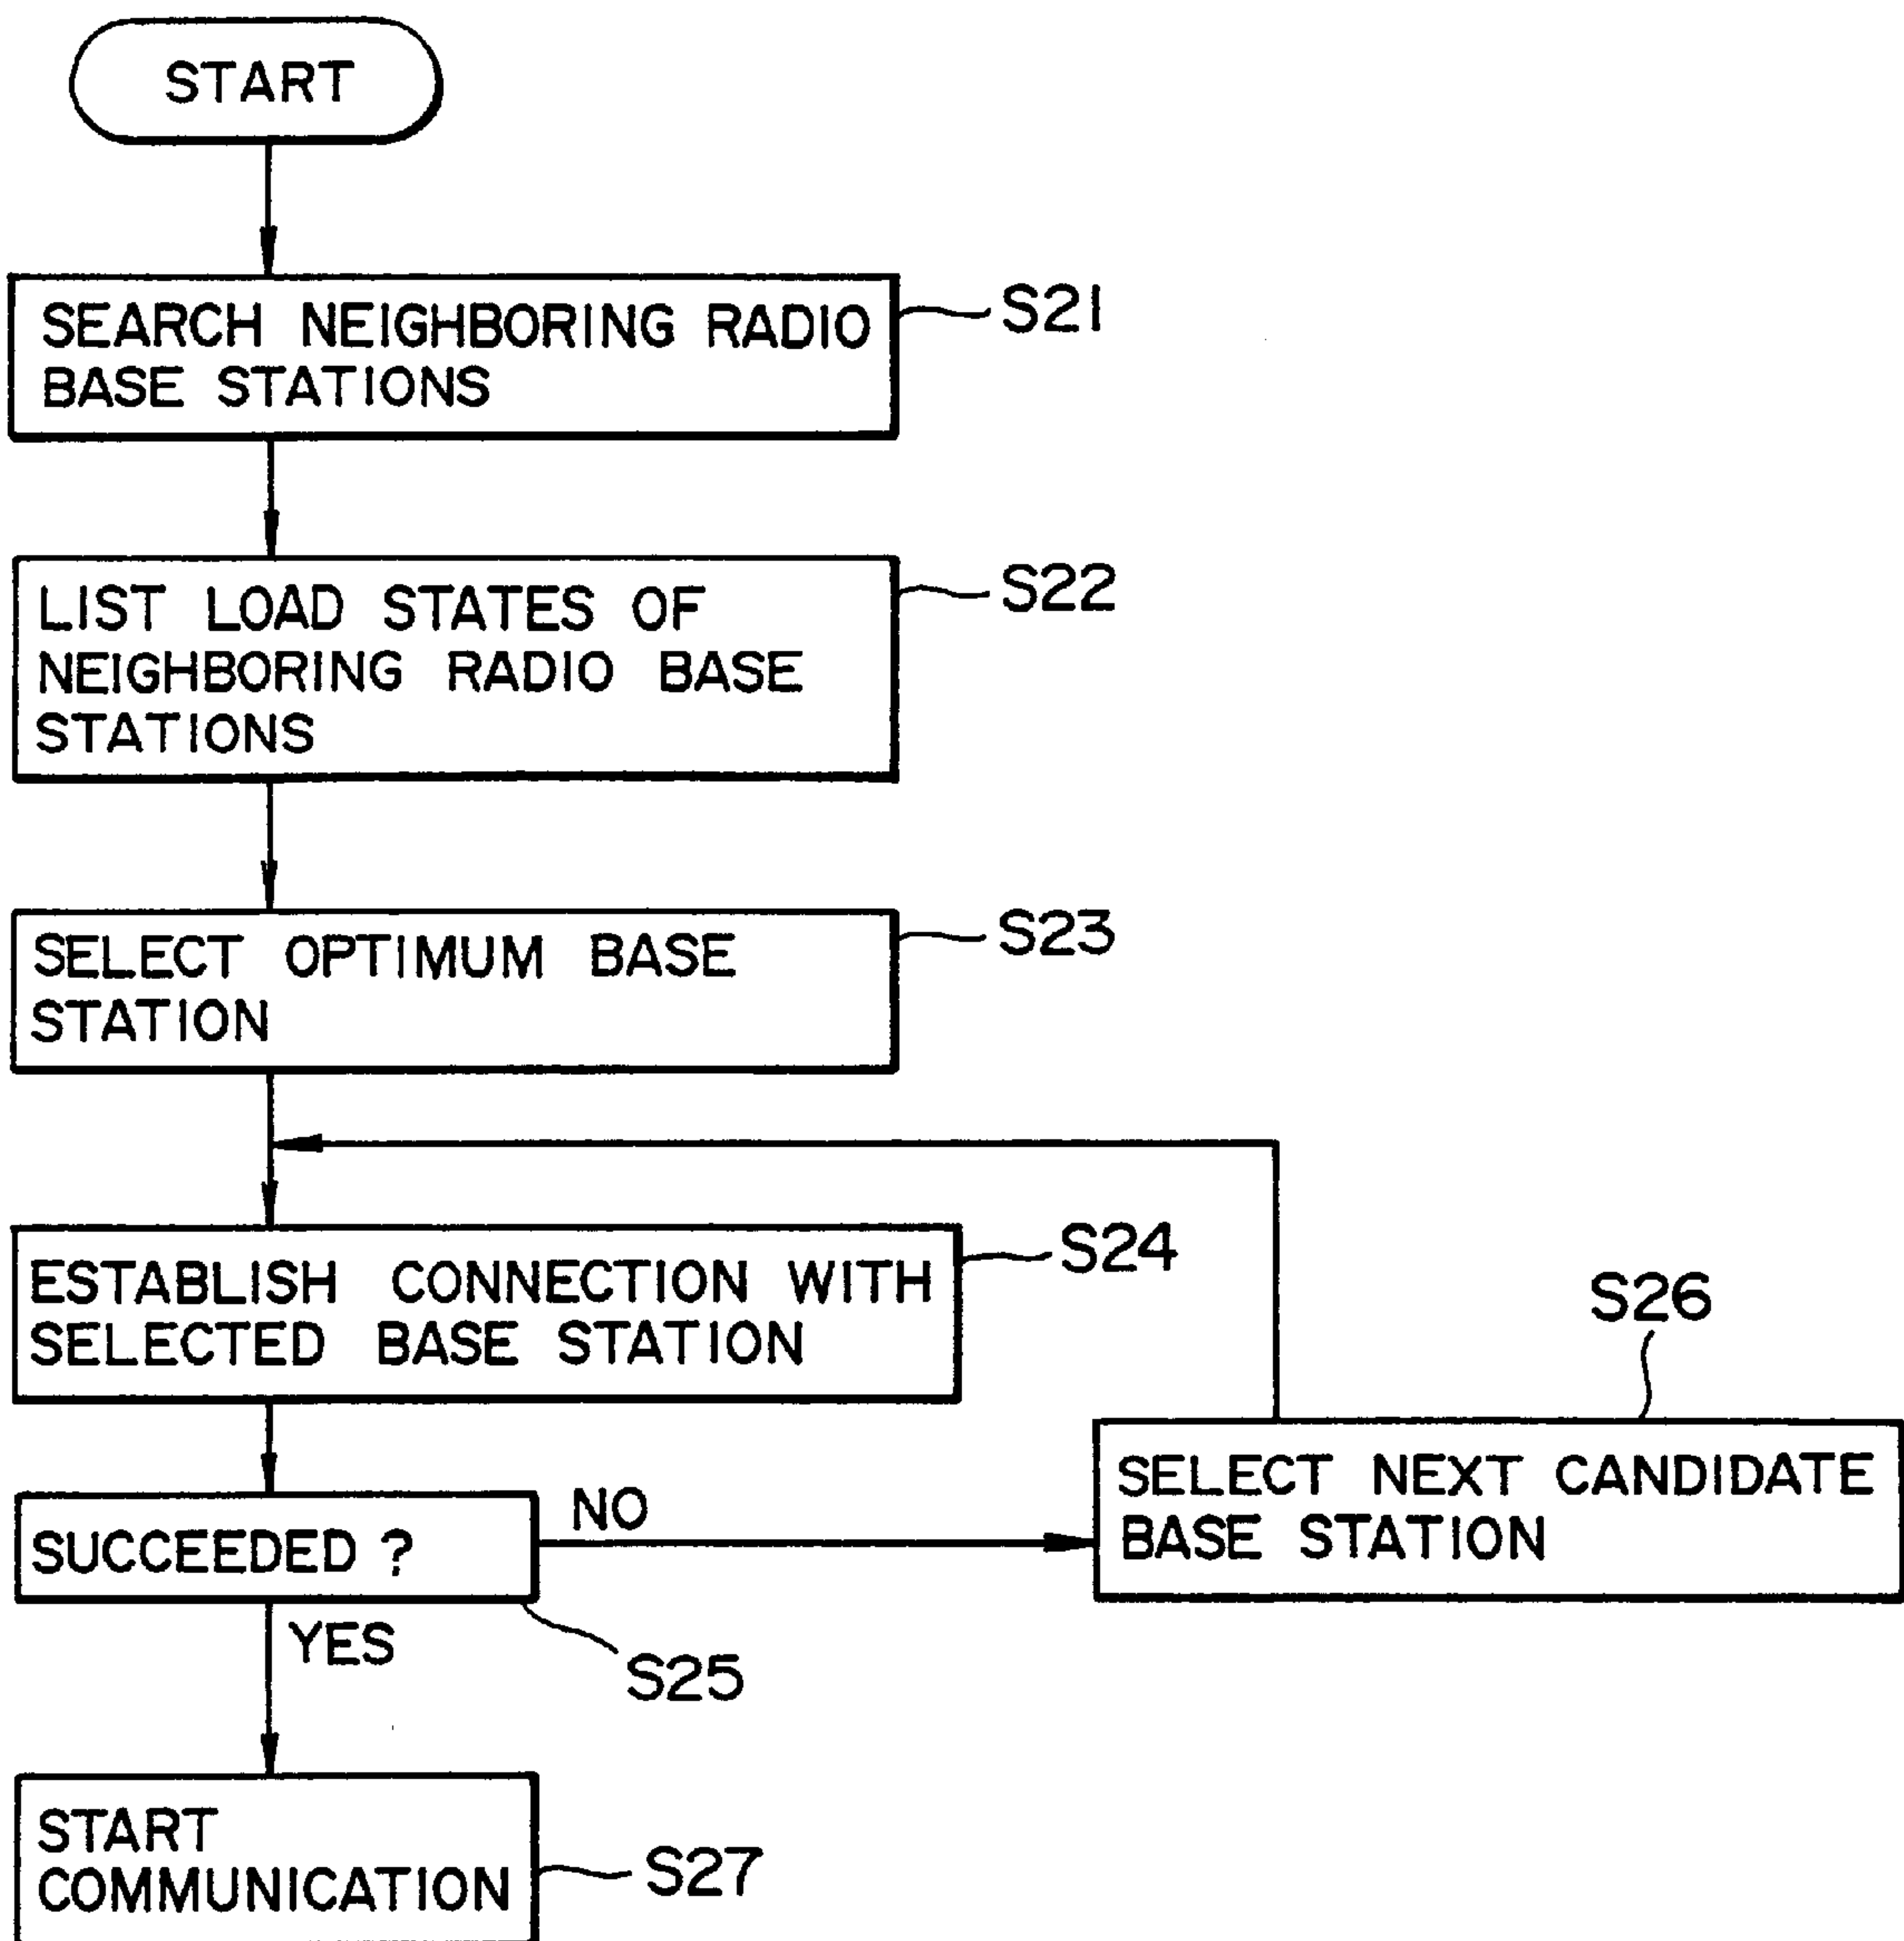 START
SEARCH NEIGHBORING RADIO
BASE STATIONS
S21
LIST LOAD STATES OF
NEIGHBORING RADIO BASE
STATIONS
S22
SELECT OPTIMUM BASE
STATION
S23
ESTABLISH CONNECTION WITH
SELECTED BASE STATION
S24
S26
SELECT NEXT CANDIDATE
BASE STATION
SUCCEEDED ?
NO
YES
S25
START
COMMUNICATION
S27